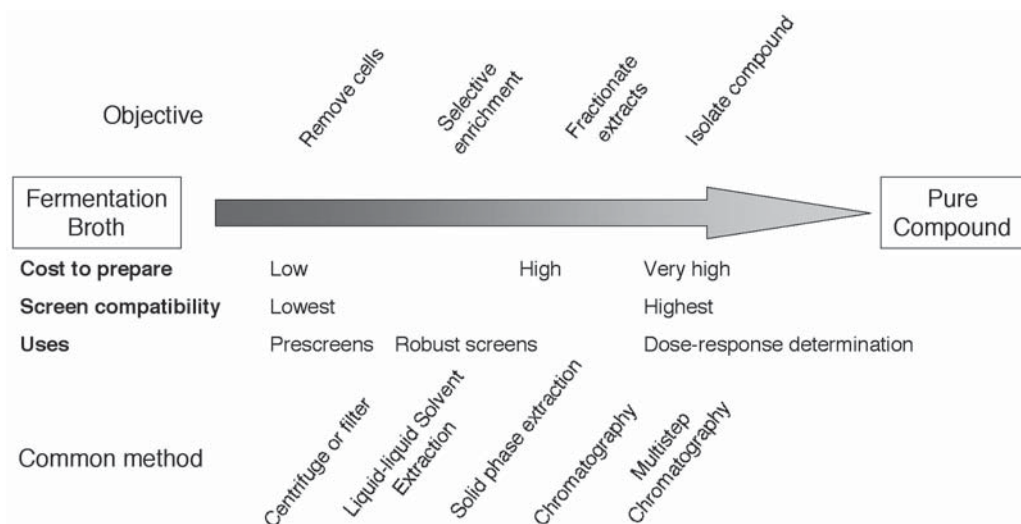 Objective
Remove cells
Selective
enrichment
Fractionate
extracts
Isolate compound
Fermentation
Broth
Pure
Compound
Cost to prepare Low High Very high
Screen compatibility Lowest Highest
Uses Prescreens Robust screens Dose-response determination
Common method
Centrifuge or filter
Liquid-liquid Solvent
Extraction
Solid phase extraction
Chromatography
Multistep
Chromatography